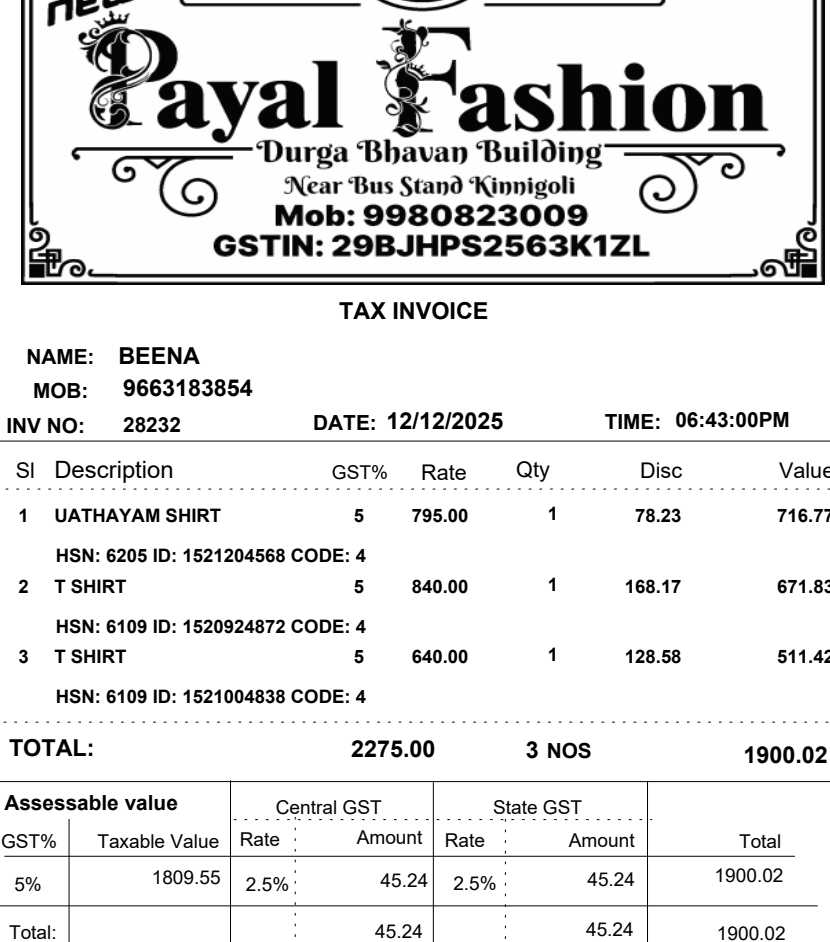 new
Payal Fashion
Durga Bhavan Building
Near Bus Stand Kinnigoli
Mob: 9980823009
GSTIN: 29BJHPS2563K1ZL
TAX INVOICE
NAME: BEENA
MOB: 9663183854
INV NO: 28232 DATE: 12/12/2025 TIME: 06:43:00PM
Sl Description GST% Rate Qty Disc Value
1 UATHAYAM SHIRT 5 795.00 1 78.23 716.77
HSN: 6205 ID: 1521204568 CODE: 4
2 T SHIRT 5 840.00 1 168.17 671.83
HSN: 6109 ID: 1520924872 CODE: 4
3 T SHIRT 5 640.00 1 128.58 511.42
HSN: 6109 ID: 1521004838 CODE: 4
TOTAL: 2275.00 3 NOS 1900.02
Assessable value Central GST State GST
GST% Taxable Value Rate Amount Rate Amount Total
5% 1809.55 2.5% 45.24 2.5% 45.24 1900.02
Total: 45.24 45.24 1900.02